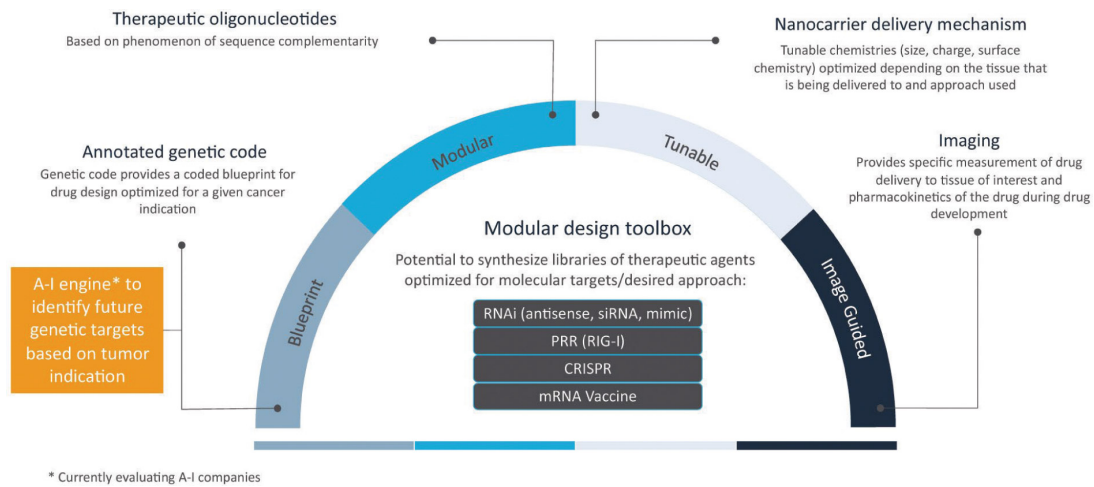 Therapeutic oligonucleotides
Based on phenomenon of sequence complementarity
Nanocarrier delivery mechanism
Tunable chemistries (size, charge, surface
chemistry) optimized depending on the tissue that
is being delivered to and approach used
Annotated genetic code
Genetic code provides a coded blueprint for
drug design optimized for a given cancer
indication
Imaging
Provides specific measurement of drug
delivery to tissue of interest and
pharmacokinetics of the drug during drug
development
A-I engine* to
identify future
genetic targets
based on tumor
indication
Blueprint
Modular
Tunable
Image Guided
Modular design toolbox
Potential to synthesize libraries of therapeutic agents
optimized for molecular targets/desired approach:
RNAi (antisense, siRNA, mimic)
PRR (RIG-I)
CRISPR
mRNA Vaccine
* Currently evaluating A-I companies